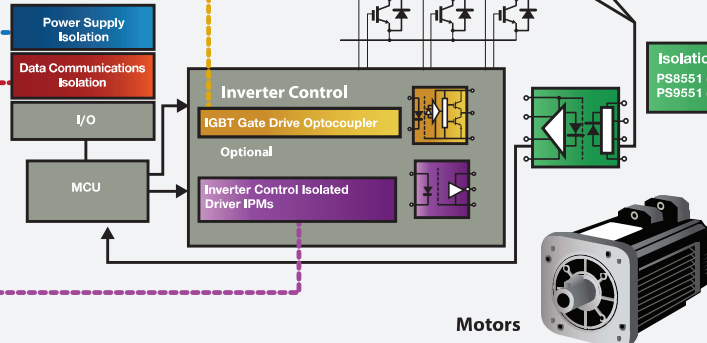 Power Supply
Isolation
Data Communications
Isolation
I/O
MCU
Inverter Control
IGBT Gate Drive Optocoupler
Optional
Inverter Control Isolated
Driver IPMs
PS8551
PS9551
Motors